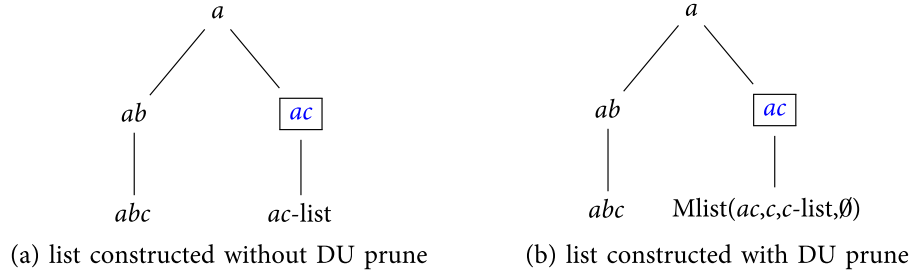 a
a
ab
ac
ab
ac
abc
ac-list
abc
Mlist(ac,c,c-list,∅)
(a) list constructed without DU prune
(b) list constructed with DU prune